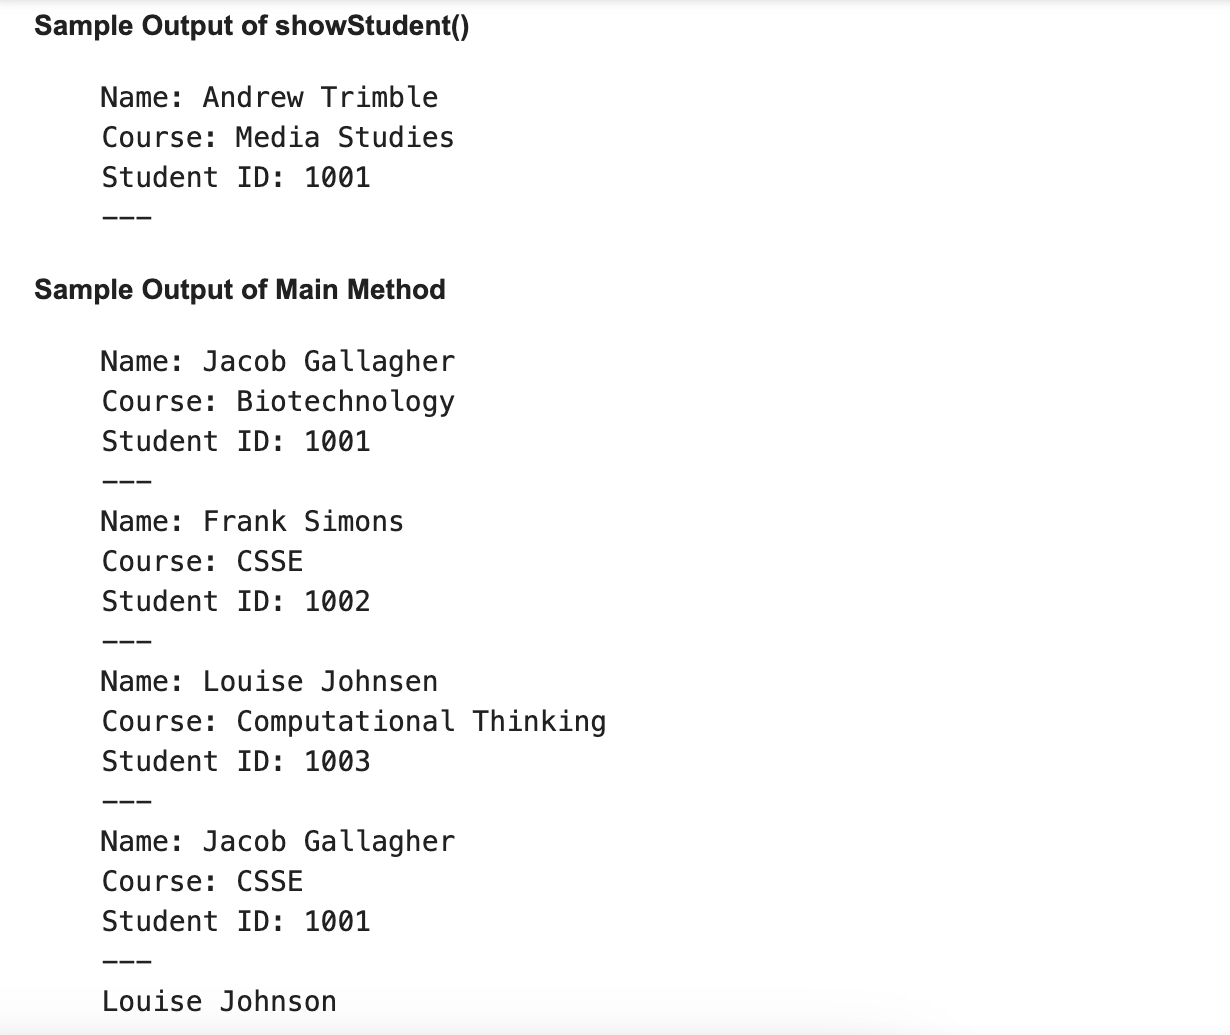 Sample Output of showStudent()
Name: Andrew Trimble
Course: Media Studies
Student ID: 1001
---
Sample Output of Main Method
Name: Jacob Gallagher
Course: Biotechnology
Student ID: 1001
---
Name: Frank Simons
Course: CSSE
Student ID: 1002
---
Name: Louise Johnsen
Course: Computational Thinking
Student ID: 1003
---
Name: Jacob Gallagher
Course: CSSE
Student ID: 1001
---
Louise Johnson